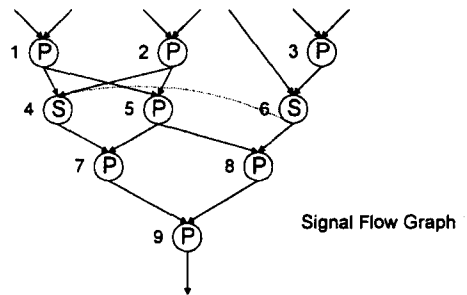 1 P 2 P 3 P
4 S 5 P 6 S
7 P 8 P
Signal Flow Graph
9 P